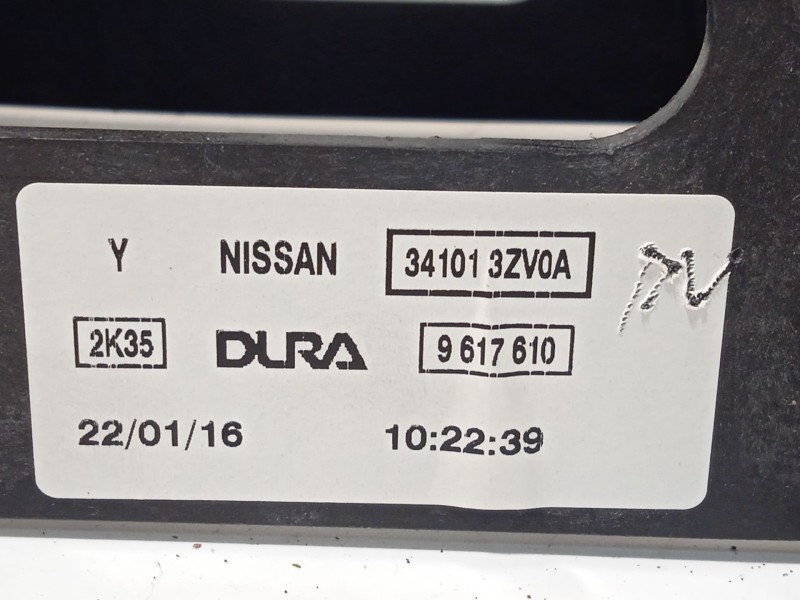 Y NISSAN 34101 3ZV0A
2K35 DURA 9 617 610
22/01/16 10:22:39